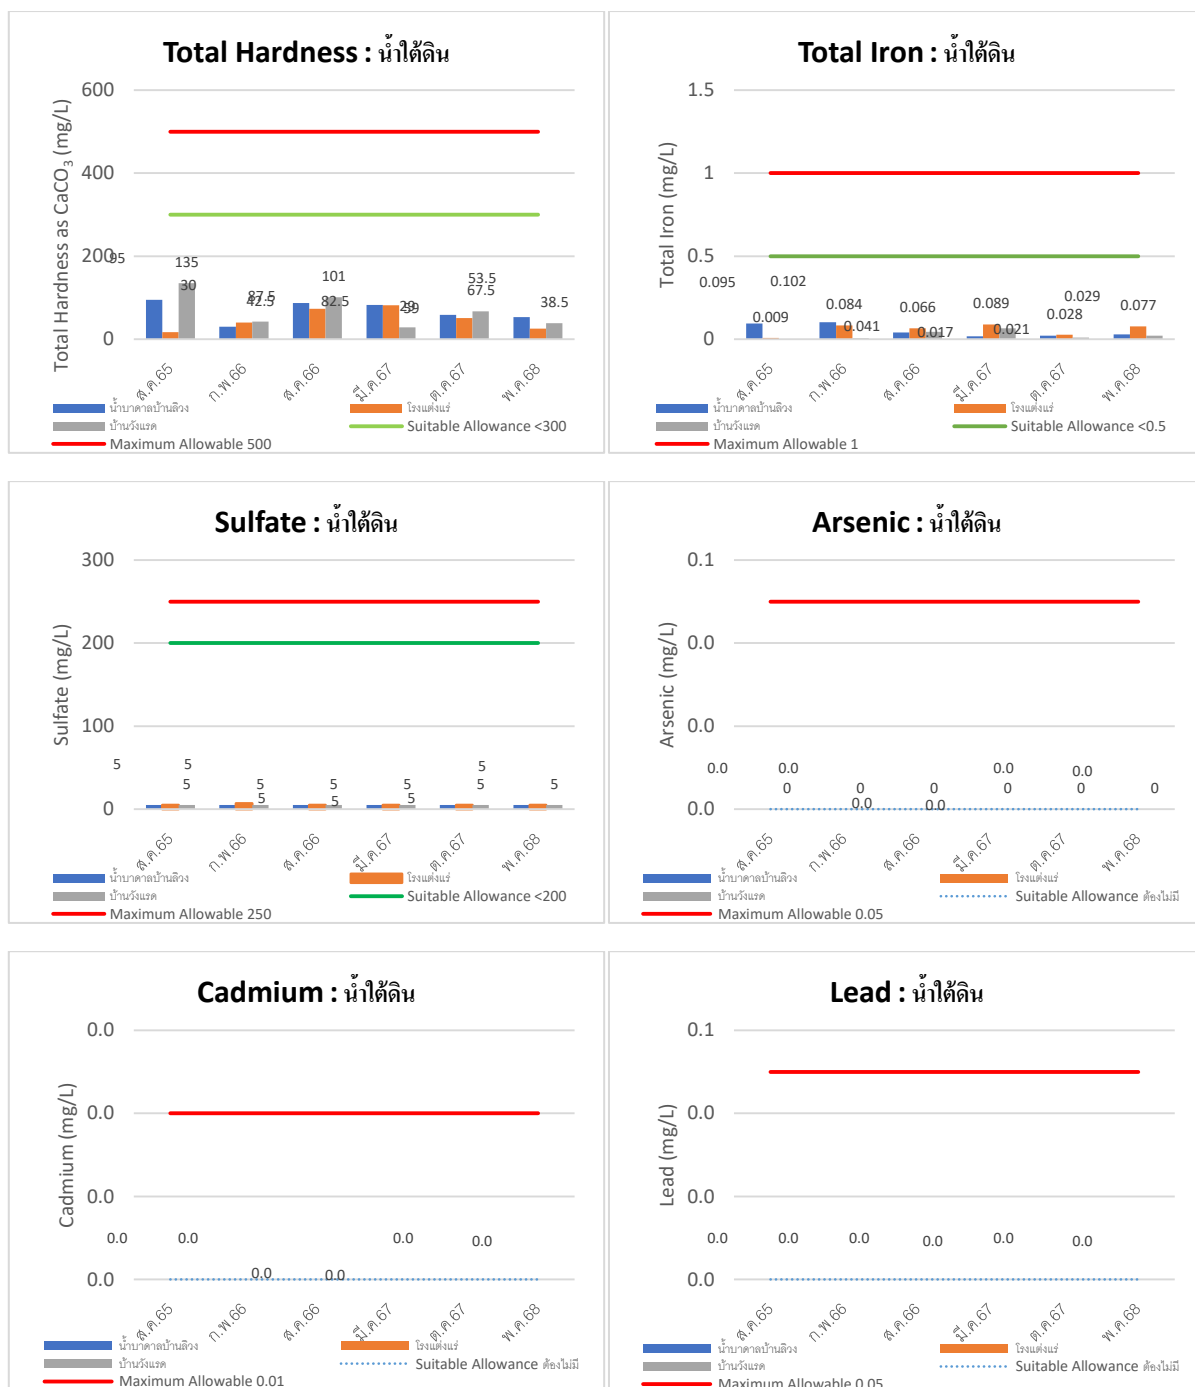 Total Hardness : น้ำใต้ดิน
Total Hardness as CaCO₃ (mg/L)
600
400
200
0
95
135
30
87.5
42.5
101
82.5
29
59
53.5
67.5
38.5
ส.ค.65
ก.พ.66
ส.ค.66
มี.ค.67
ต.ค.67
พ.ค.68
น้ำบาดาลบ้านลิวง
โรงแต่งแร่
บ้านวังแรด
Suitable Allowance <300
Maximum Allowable 500
Total Iron : น้ำใต้ดิน
Total Iron (mg/L)
1.5
1
0.5
0
0.095
0.102
0.009
0.084
0.041
0.066
0.017
0.089
0.021
0.029
0.028
0.077
ส.ค.65
ก.พ.66
ส.ค.66
มี.ค.67
ต.ค.67
พ.ค.68
น้ำบาดาลบ้านลิวง
โรงแต่งแร่
บ้านวังแรด
Suitable Allowance <0.5
Maximum Allowable 1
Sulfate : น้ำใต้ดิน
Sulfate (mg/L)
300
200
100
0
5
5
5
5
5
5
5
5
5
5
5
5
ส.ค.65
ก.พ.66
ส.ค.66
มี.ค.67
ต.ค.67
พ.ค.68
น้ำบาดาลบ้านลิวง
โรงแต่งแร่
บ้านวังแรด
Suitable Allowance <200
Maximum Allowable 250
Arsenic : น้ำใต้ดิน
Arsenic (mg/L)
0.1
0.0
0.0
0.0
0.0
0.0
0
0
0.0
0
0.0
0.0
0
0.0
0
0
ส.ค.65
ก.พ.66
ส.ค.66
มี.ค.67
ต.ค.67
พ.ค.68
น้ำบาดาลบ้านลิวง
โรงแต่งแร่
บ้านวังแรด
Suitable Allowance ต้องไม่มี
Maximum Allowable 0.05
Cadmium : น้ำใต้ดิน
Cadmium (mg/L)
0.0
0.0
0.0
0.0
0.0
0.0
0.0
0.0
0.0
0.0
ส.ค.65
ก.พ.66
ส.ค.66
มี.ค.67
ต.ค.67
พ.ค.68
น้ำบาดาลบ้านลิวง
โรงแต่งแร่
บ้านวังแรด
Suitable Allowance ต้องไม่มี
Maximum Allowable 0.01
Lead : น้ำใต้ดิน
Lead (mg/L)
0.1
0.0
0.0
0.0
0.0
0.0
0.0
0.0
0.0
0.0
ส.ค.65
ก.พ.66
ส.ค.66
มี.ค.67
ต.ค.67
พ.ค.68
น้ำบาดาลบ้านลิวง
โรงแต่งแร่
บ้านวังแรด
Suitable Allowance ต้องไม่มี
Maximum Allowable 0.05